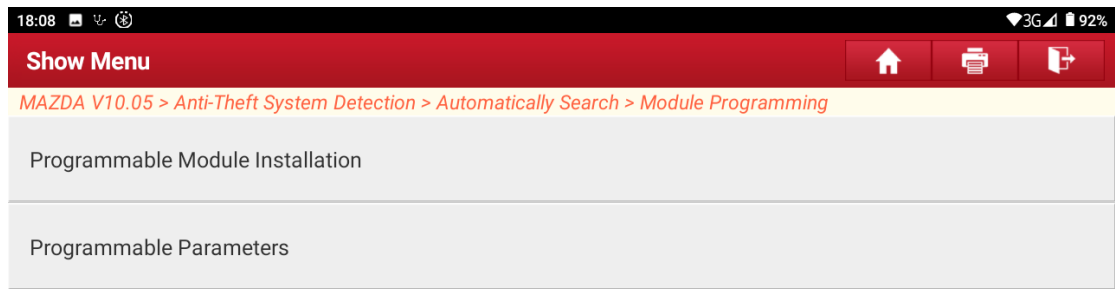 18:08 3G 92%
Show Menu
MAZDA V10.05 > Anti-Theft System Detection > Automatically Search > Module Programming
Programmable Module Installation
Programmable Parameters